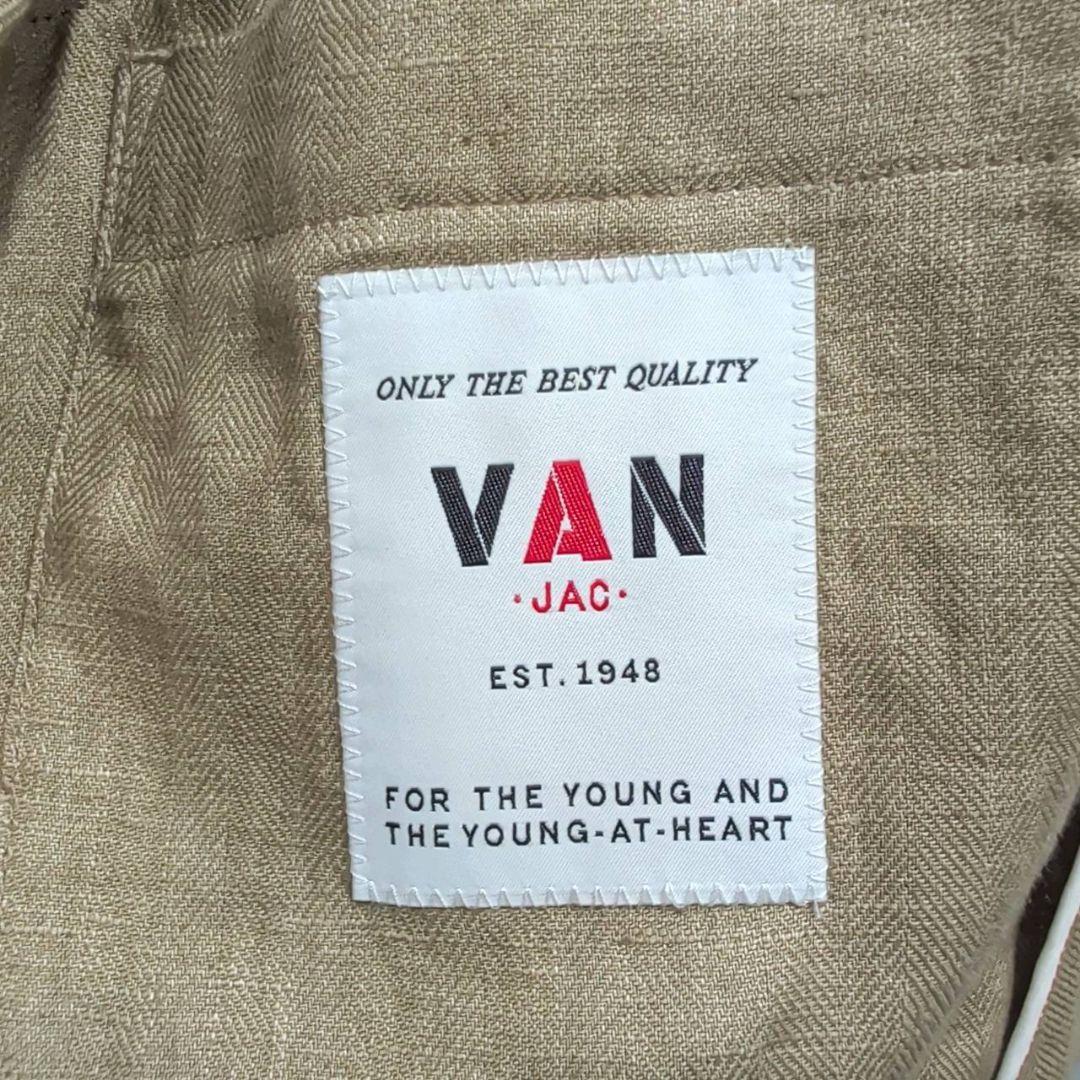 ONLY THE BEST QUALITY
VAN
·JAC·
EST. 1948
FOR THE YOUNG AND
THE YOUNG-AT-HEART